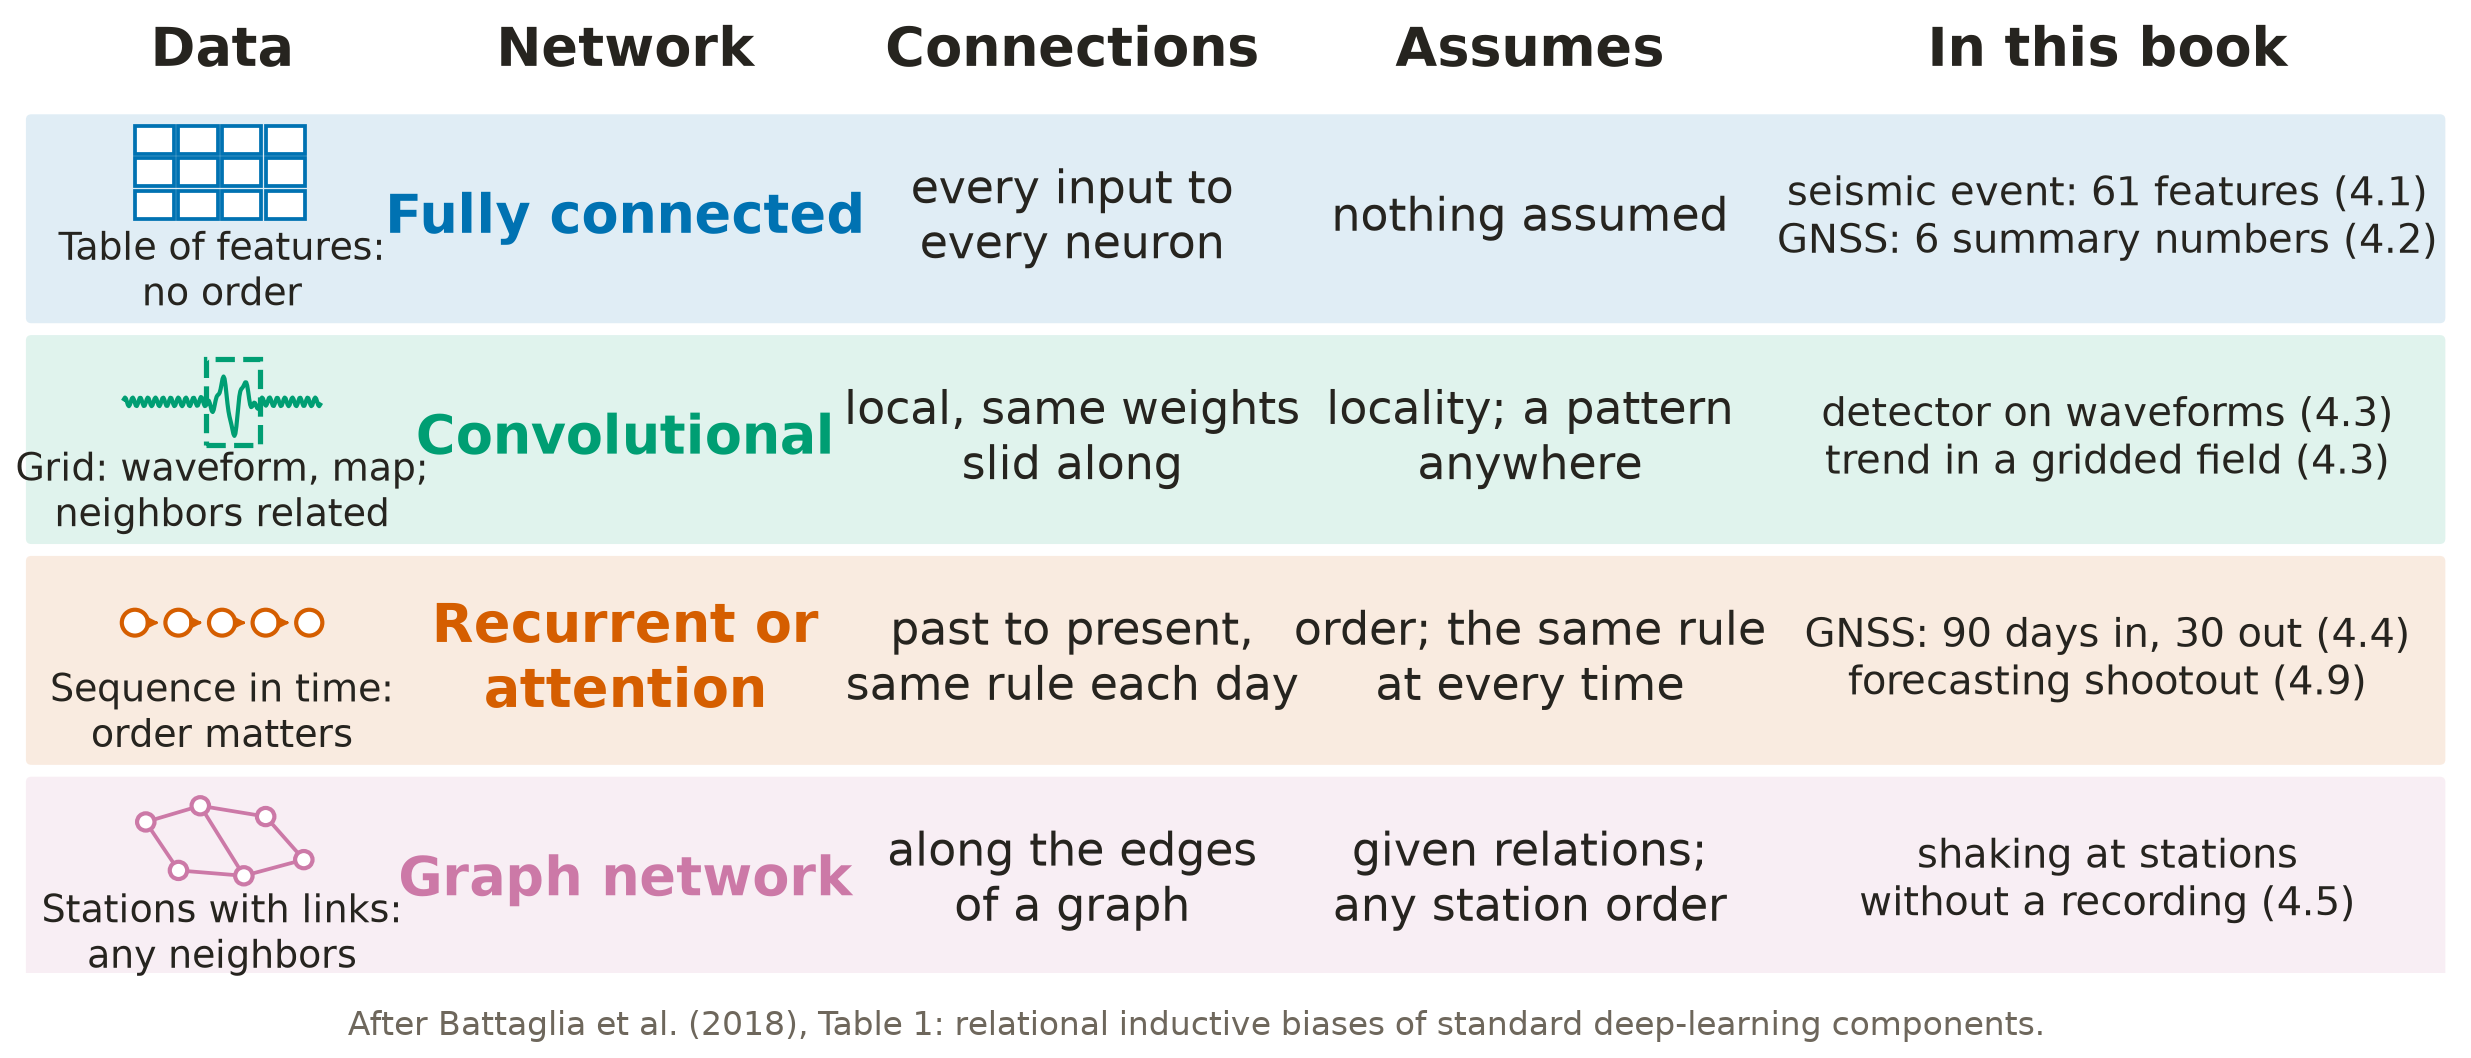 Data Network Connections Assumes In this book
Table of features:
no order
Fully connected
every input to
every neuron
nothing assumed
seismic event: 61 features (4.1)
GNSS: 6 summary numbers (4.2)
Grid: waveform, map;
neighbors related
Convolutional
local, same weights
slid along
locality; a pattern
anywhere
detector on waveforms (4.3)
trend in a gridded field (4.3)
Sequence in time:
order matters
Recurrent or
attention
past to present,
same rule each day
order; the same rule
at every time
GNSS: 90 days in, 30 out (4.4)
forecasting shootout (4.9)
Stations with links:
any neighbors
Graph network
along the edges
of a graph
given relations;
any station order
shaking at stations
without a recording (4.5)
After Battaglia et al. (2018), Table 1: relational inductive biases of standard deep-learning components.